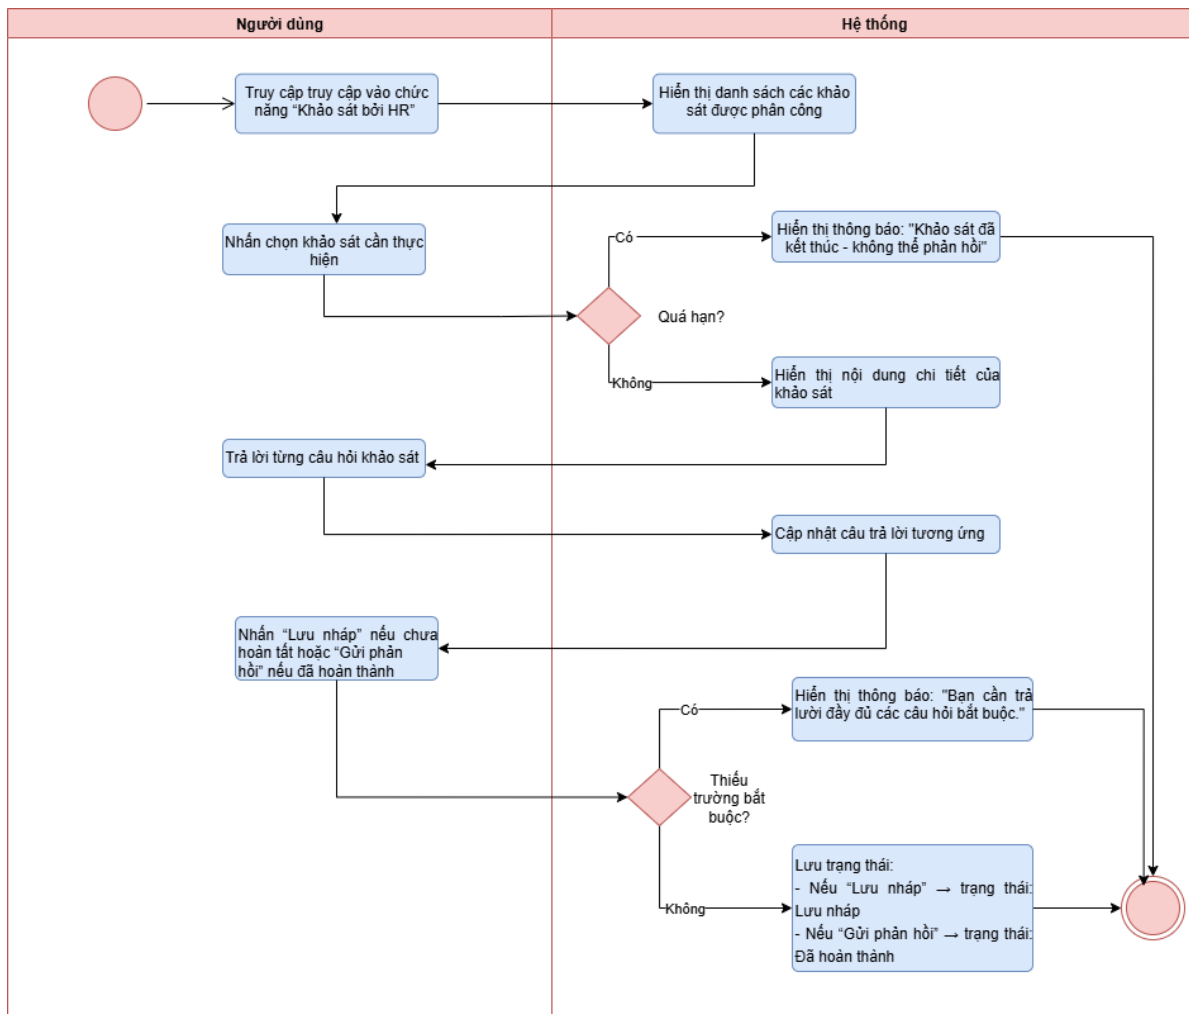 Người dùng
Hệ thống
Truy cập truy cập vào chức
năng “Khảo sát bởi HR”
Hiển thị danh sách các khảo
sát được phân công
Nhấn chọn khảo sát cần thực
hiện
Có
Hiển thị thông báo: "Khảo sát đã
kết thúc - không thể phản hồi"
Quá hạn?
Không
Hiển thị nội dung chi tiết của
khảo sát
Trả lời từng câu hỏi khảo sát
Cập nhật câu trả lời tương ứng
Nhấn “Lưu nháp” nếu chưa
hoàn tất hoặc “Gửi phản
hồi” nếu đã hoàn thành
Có
Hiển thị thông báo: "Bạn cần trả
lười đầy đủ các câu hỏi bắt buộc."
Thiếu
trường bắt
buộc?
Không
Lưu trạng thái:
- Nếu “Lưu nháp” → trạng thái:
Lưu nháp
- Nếu “Gửi phản hồi” → trạng thái:
Đã hoàn thành